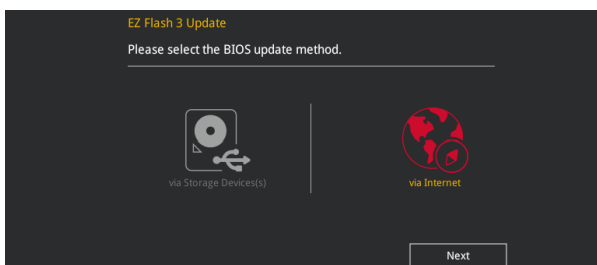 EZ Flash 3 Update
Please select the BIOS update method.
via Storage Devices(s)
via Internet
Next